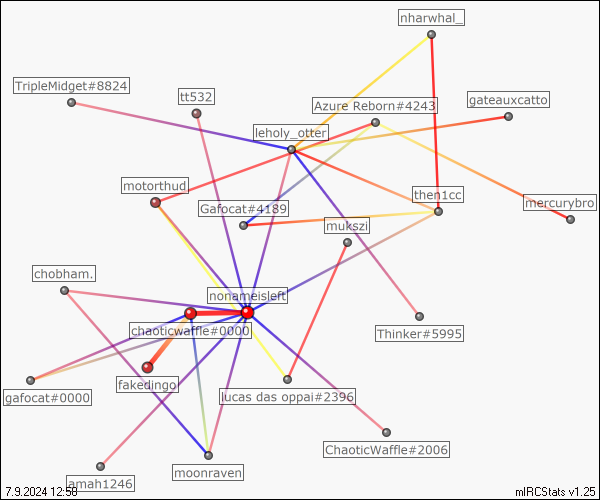 nharwhal_
TripleMidget#8824
tt532
Azure Reborn#4243
gateauxcatto
leholy_otter
motorthud
then1cc
mercurybro
Gafocat#4189
mukszi
chobham.
nonameisleft
chaoticwaffle#0000
Thinker#5995
fakedingo
gafocat#0000
lucas das oppai#2396
ChaoticWaffle#2006
moonraven
amah1246
7.9.2024 12:58
mIRCStats v1.25